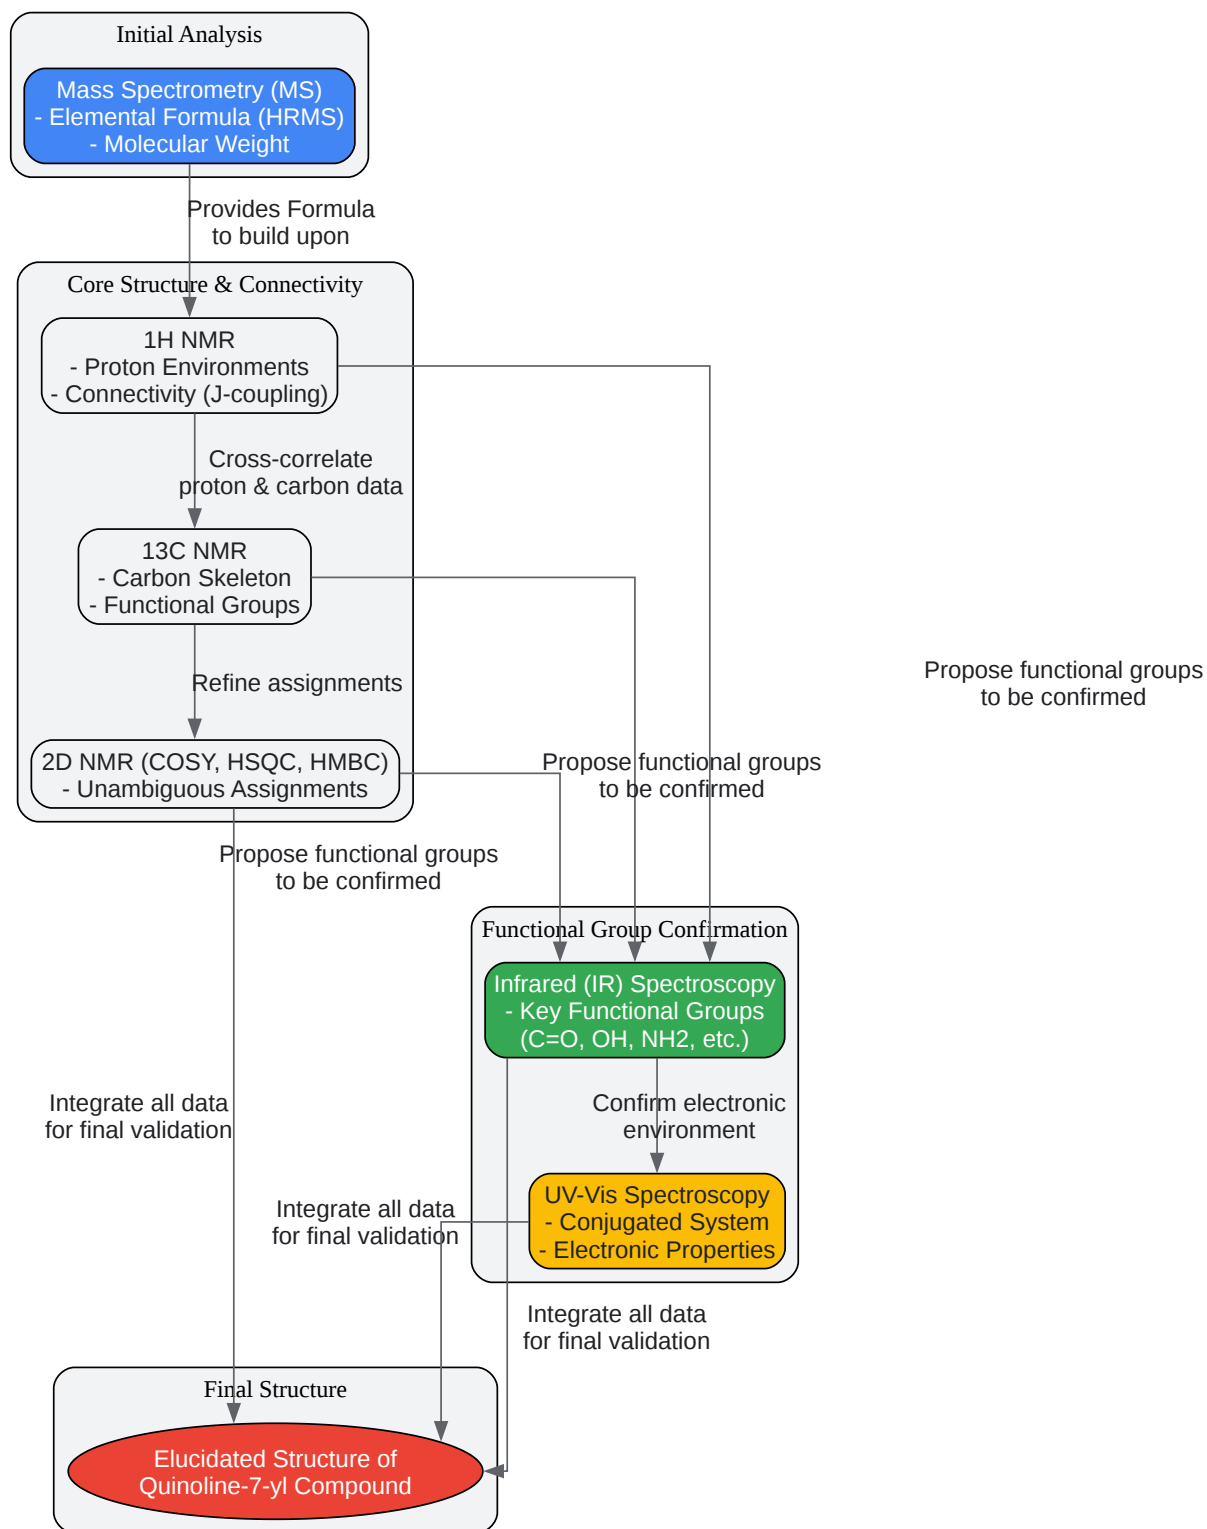 Initial Analysis
Mass Spectrometry (MS)
- Elemental Formula (HRMS)
- Molecular Weight
Provides Formula
to build upon
Core Structure & Connectivity
1H NMR
- Proton Environments
- Connectivity (J-coupling)
Cross-correlate
proton & carbon data
13C NMR
- Carbon Skeleton
- Functional Groups
Refine assignments
Propose functional groups
to be confirmed
2D NMR (COSY, HSQC, HMBC)
- Unambiguous Assignments
Propose functional groups
to be confirmed
Propose functional groups
to be confirmed
Functional Group Confirmation
Infrared (IR) Spectroscopy
- Key Functional Groups
(C=O, OH, NH2, etc.)
Integrate all data
for final validation
Confirm electronic
environment
UV-Vis Spectroscopy
- Conjugated System
- Electronic Properties
Integrate all data
for final validation
Integrate all data
for final validation
Final Structure
Elucidated Structure of
Quinoline-7-yl Compound